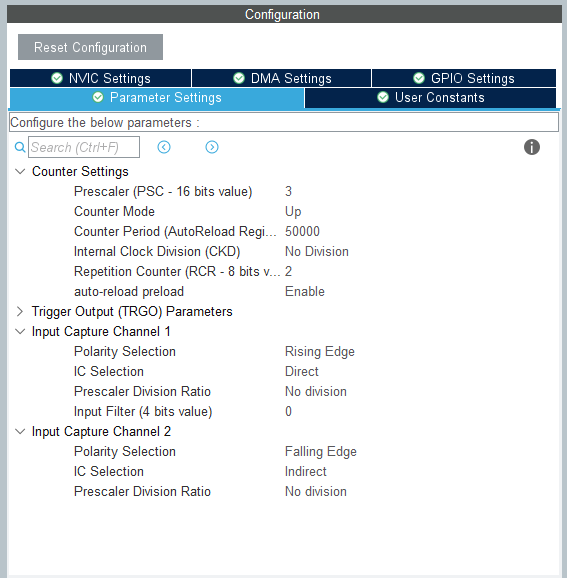 Configuration
Reset Configuration
NVIC Settings DMA Settings GPIO Settings
Parameter Settings User Constants
Configure the below parameters :
Search (Ctrl+F)
Counter Settings
Prescaler (PSC - 16 bits value) 3
Counter Mode Up
Counter Period (AutoReload Regi... 50000
Internal Clock Division (CKD) No Division
Repetition Counter (RCR - 8 bits v... 2
auto-reload preload Enable
Trigger Output (TRGO) Parameters
Input Capture Channel 1
Polarity Selection Rising Edge
IC Selection Direct
Prescaler Division Ratio No division
Input Filter (4 bits value) 0
Input Capture Channel 2
Polarity Selection Falling Edge
IC Selection Indirect
Prescaler Division Ratio No division